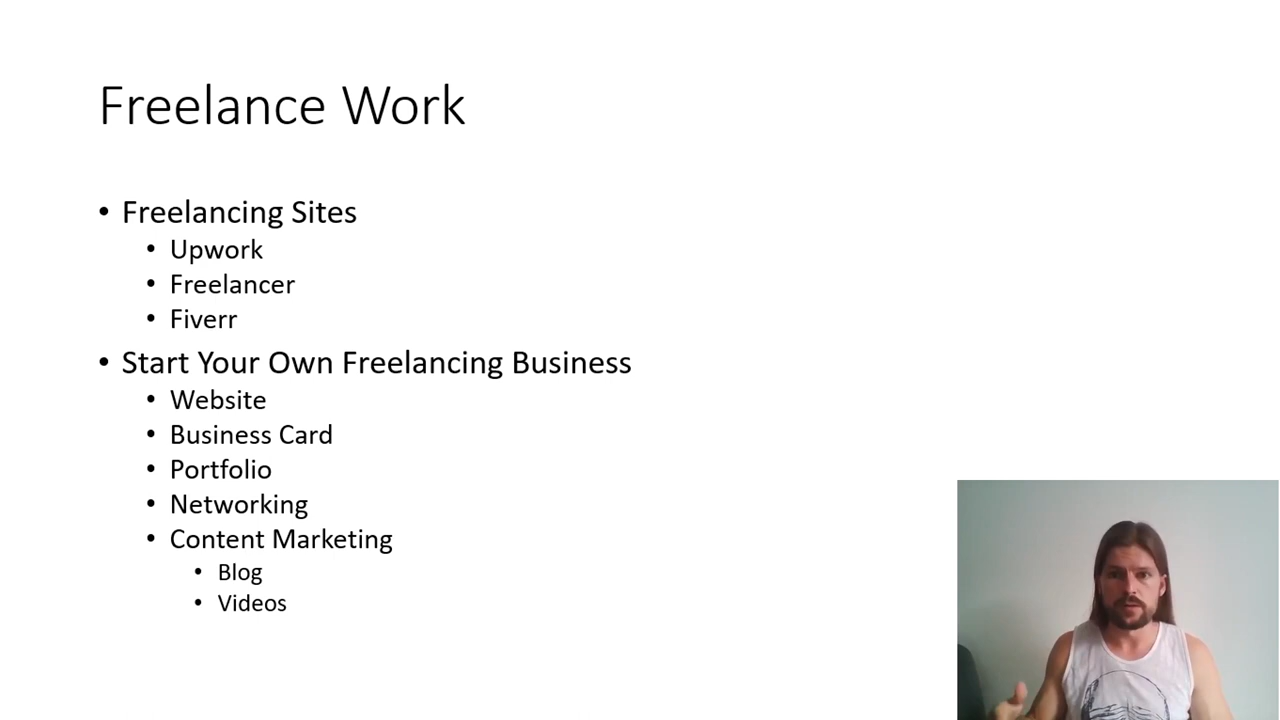 Freelance Work
• Freelancing Sites
• Upwork
• Freelancer
• Fiverr
• Start Your Own Freelancing Business
• Website
• Business Card
• Portfolio
• Networking
• Content Marketing
• Blog
• Videos